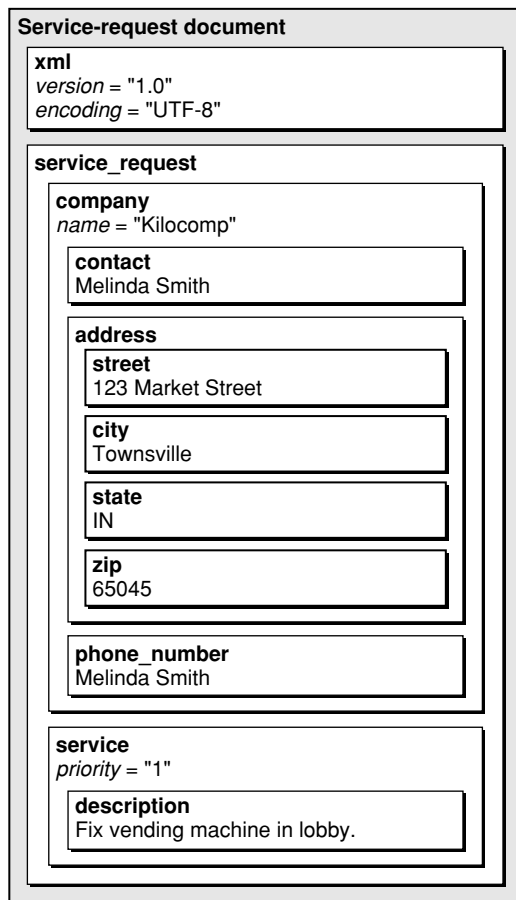 Service-request document
xml
version = "1.0"
encoding = "UTF-8"
service_request
company
name = "Kilocomp"
contact
Melinda Smith
address
street
123 Market Street
city
Townsville
state
IN
zip
65045
phone_number
Melinda Smith
service
priority = "1"
description
Fix vending machine in lobby.